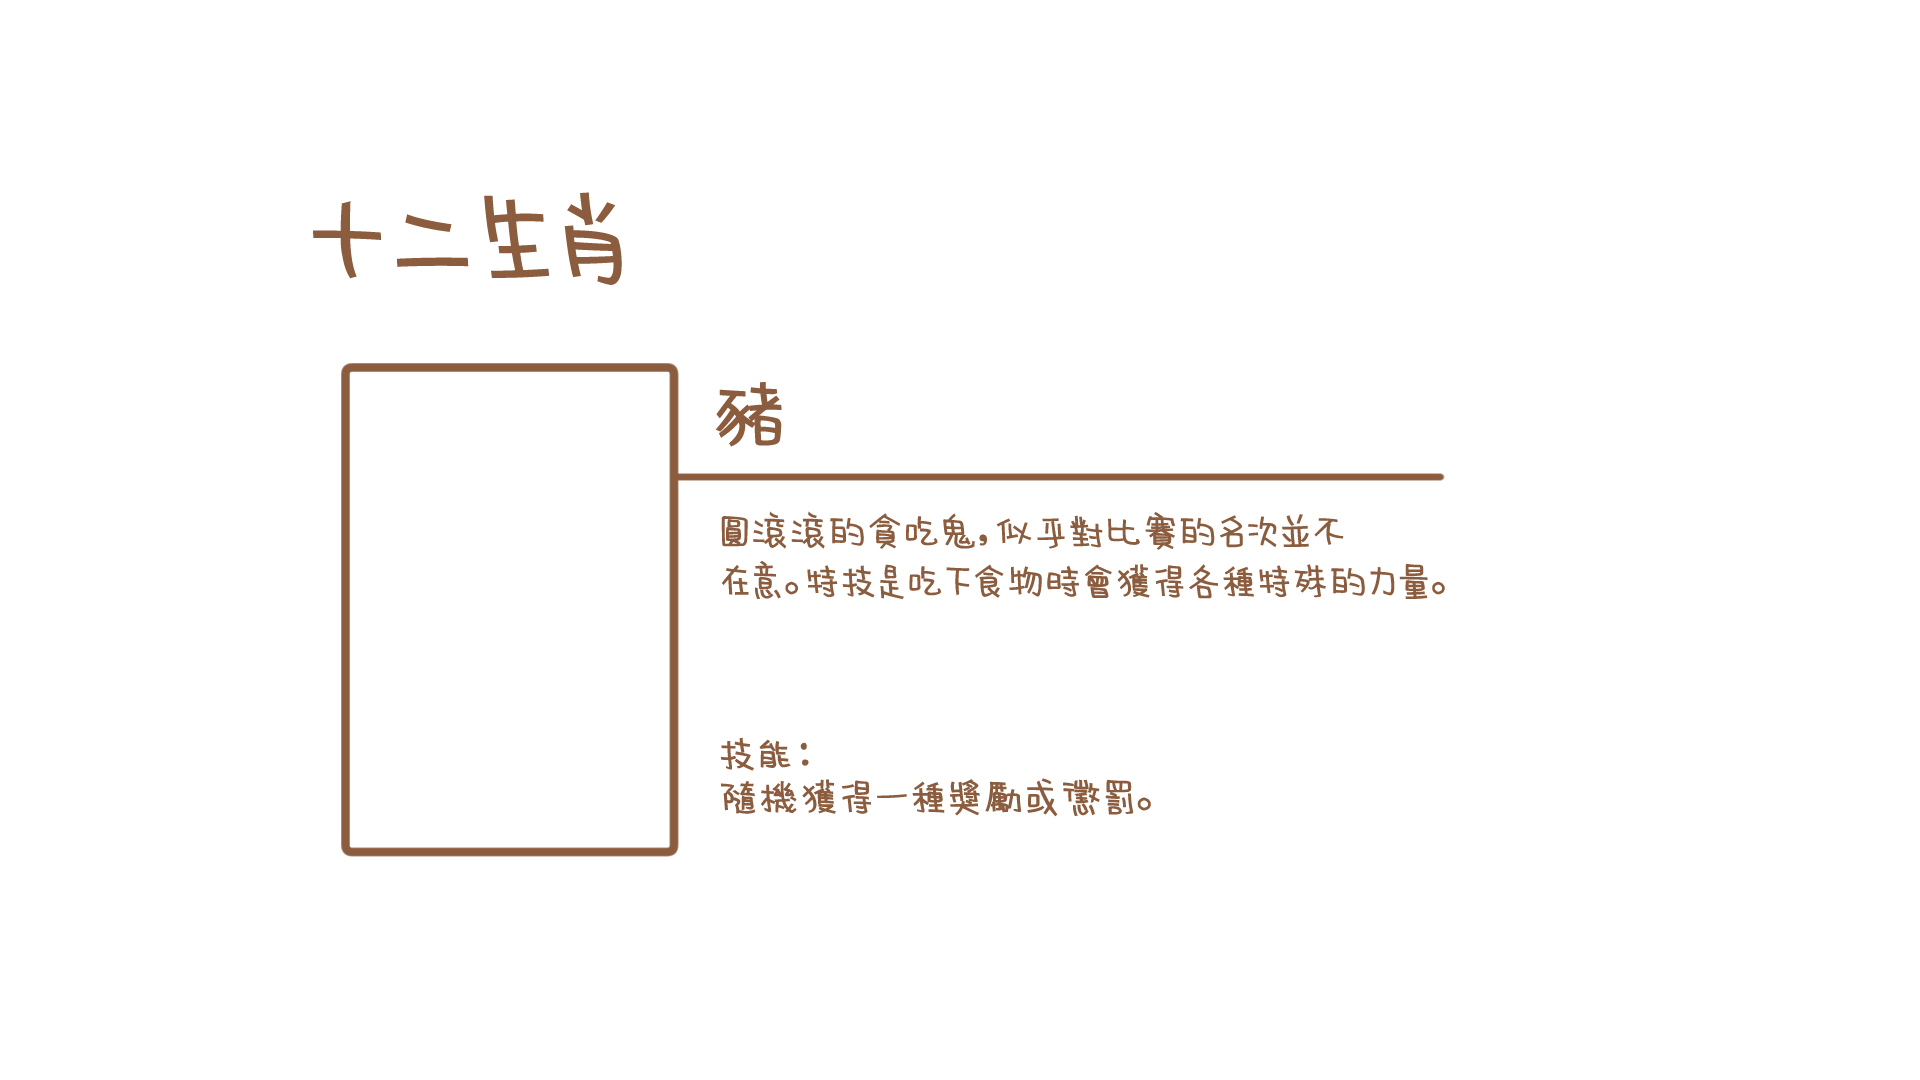 十二生肖
豬
圓滾滾的貪吃鬼，似乎對比賽的名次並不
在意。特技是吃下食物時會獲得各種特殊的力量。
技能：
隨機獲得一種獎勵或懲罰。